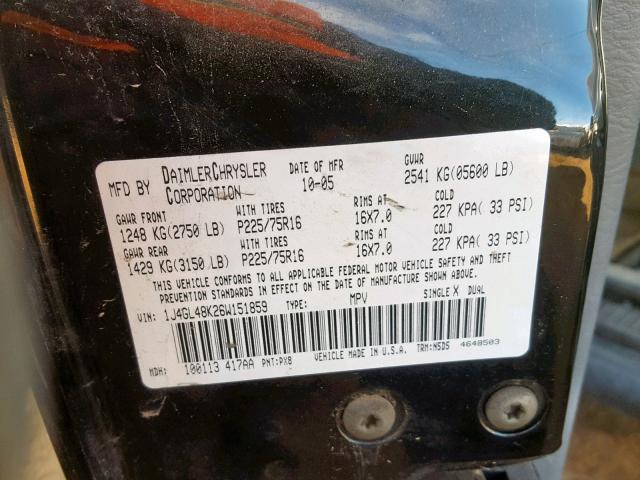 MFD BY DAIMLERCHRYSLER CORPORATION DATE OF MFR 10-05 GVWR 2541 KG(05600 LB)
GAWR FRONT WITH TIRES RIMS AT COLD
1248 KG(2750 LB) P225/75R16 16X7.0 227 KPA( 33 PSI)
GAWR REAR WITH TIRES RIMS AT COLD
1429 KG(3150 LB) P225/75R16 16X7.0 227 KPA( 33 PSI)
THIS VEHICLE CONFORMS TO ALL APPLICABLE FEDERAL MOTOR VEHICLE SAFETY AND THEFT
PREVENTION STANDARDS IN EFFECT ON THE DATE OF MANUFACTURE SHOWN ABOVE.
VIN: 1J4GL48K26W151859 TYPE: MPV SINGLE X DUAL
MDH: 100113 417AA PNT:PX8 VEHICLE MADE IN U.S.A. TRM:N5D5 4648503